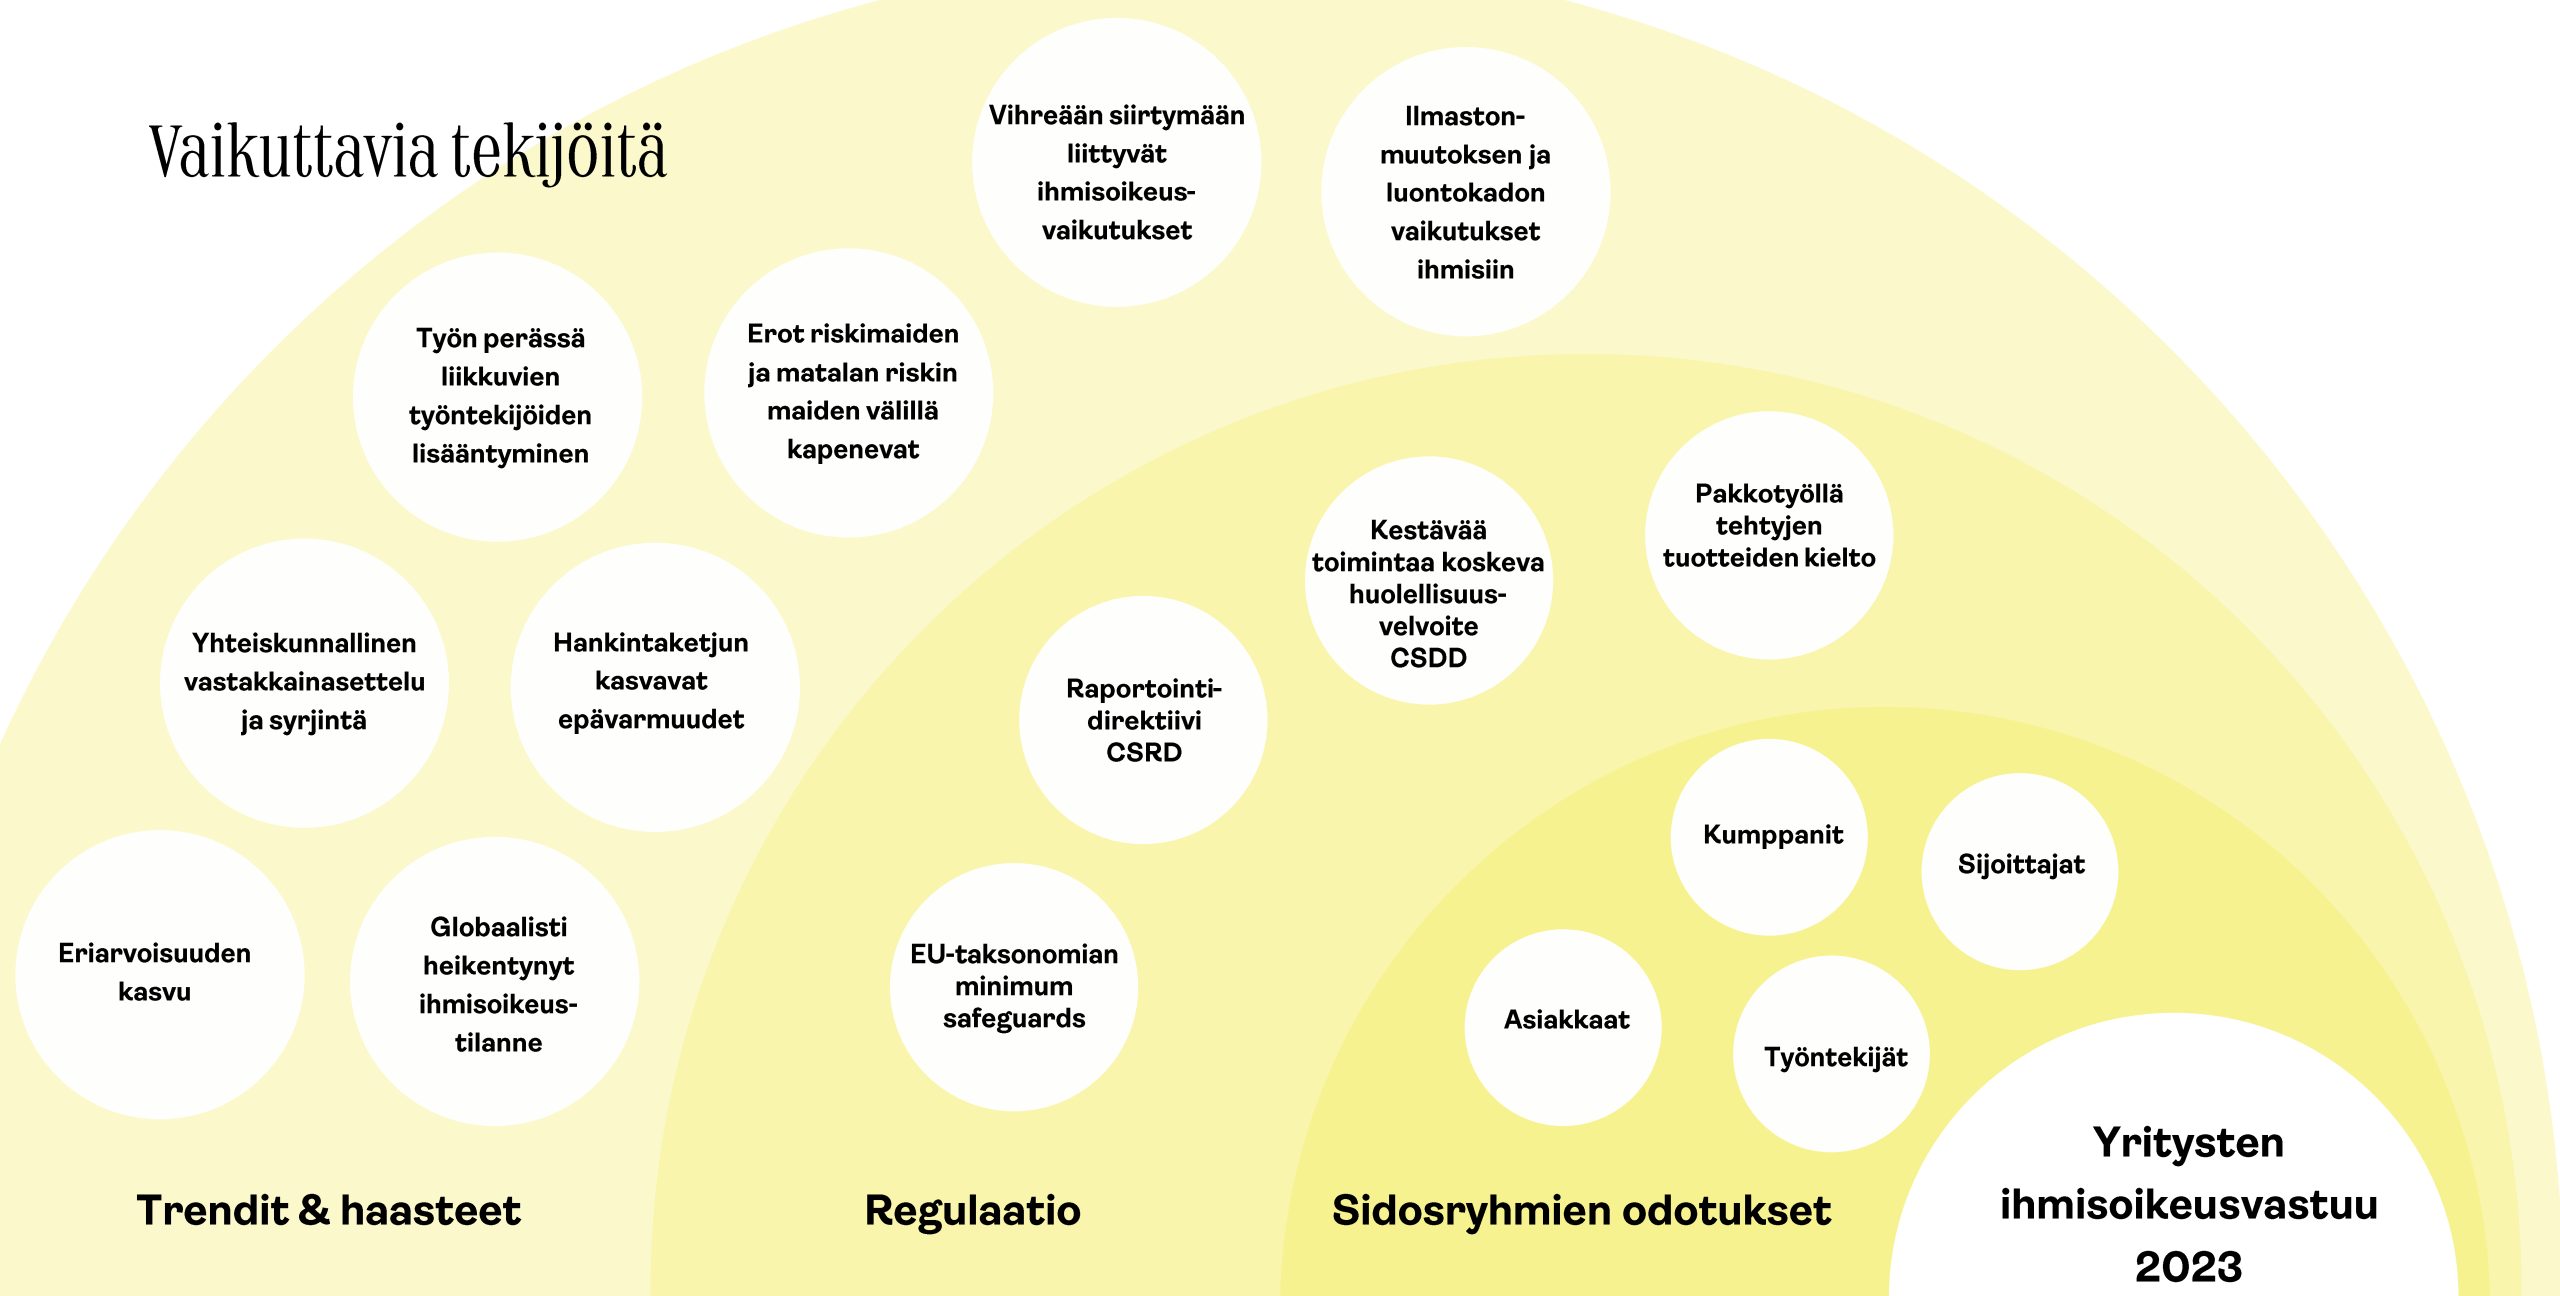 Vaikuttavia tekijöitä
Vihreään siirtymään
liittyvät
ihmisoikeus-
vaikutukset
Ilmaston-
muutoksen ja
luontokadon
vaikutukset
ihmisiin
Työn perässä
liikkuvien
työntekijöiden
lisääntyminen
Erot riskimaiden
ja matalan riskin
maiden välillä
kapenevat
Yhteiskunnallinen
vastakkainasettelu
ja syrjintä
Hankintaketjun
kasvavat
epävarmuudet
Eriarvoisuuden
kasvu
Globaalisti
heikentynyt
ihmisoikeus-
tilanne
Trendit & haasteet
Kestävää
toimintaa koskeva
huolellisuus-
velvoite
CSDD
Pakkotyöllä
tehtyjen
tuotteiden kielto
Raportointi-
direktiivi
CSRD
EU-taksonomian
minimum
safeguards
Regulaatio
Kumppanit
Sijoittajat
Asiakkaat
Työntekijät
Sidosryhmien odotukset
Yritysten
ihmisoikeusvastuu
2023